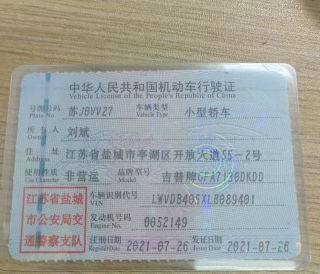 中华人民共和国机动车行驶证
Vehicle License of the People's Republic of China
号牌号码 苏J8VVZ7 车辆类型 小型轿车
Plate No. Vehicle Type
所有人 刘斌
住址 江苏省盐城市亭湖区开放大道55-2号
使用性质 非营运 品牌型号 吉普牌GFA7130DKDD
Use Character
江苏省盐城市公安局交通警察支队
车辆识别代号 LWVDB405XLB089401
VIN
发动机号码 0052149
Engine No.
注册日期 2021-07-26 发证日期 2021-07-26
Register Date Issue Date